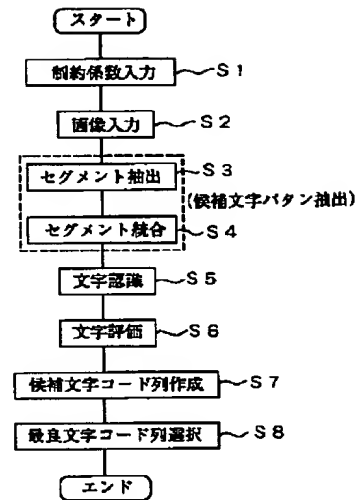 スタート
制約係数入力 S1
画像入力 S2
セグメント抽出 S3
(候補文字パタン抽出)
セグメント統合 S4
文字認識 S5
文字評価 S6
候補文字コード列作成 S7
最良文字コード列選択 S8
エンド